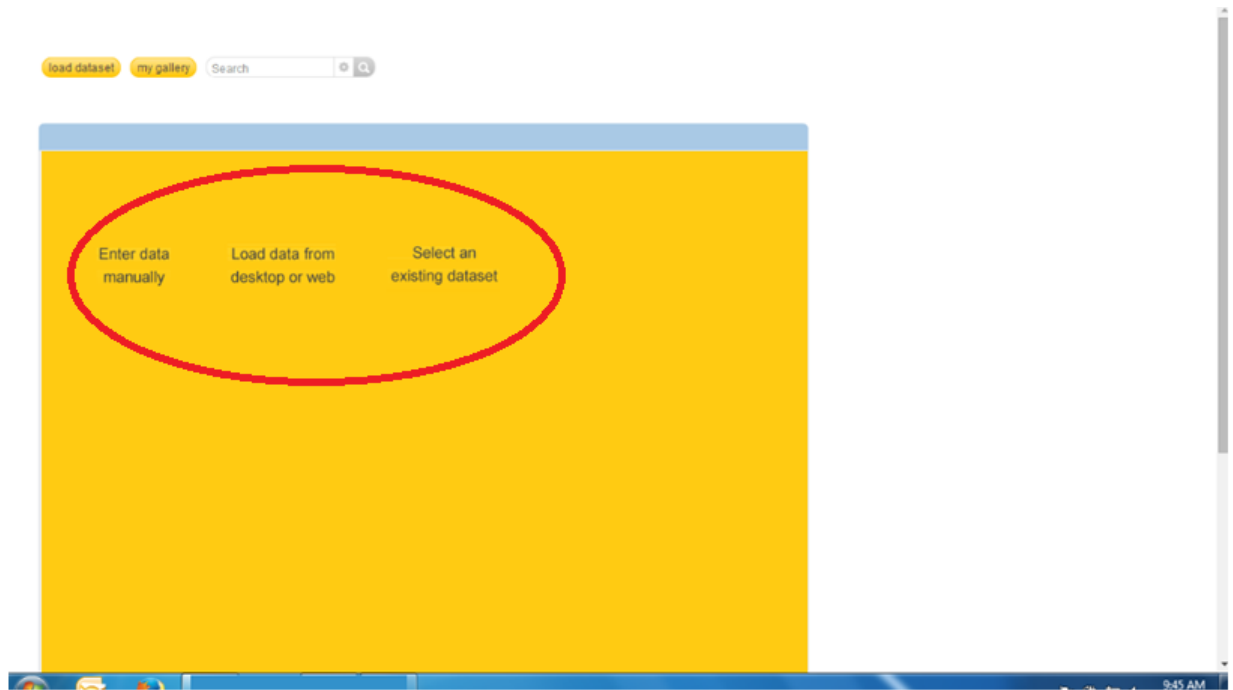 load dataset my gallery Search
Enter data Load data from Select an
manually desktop or web existing dataset
9:45 AM